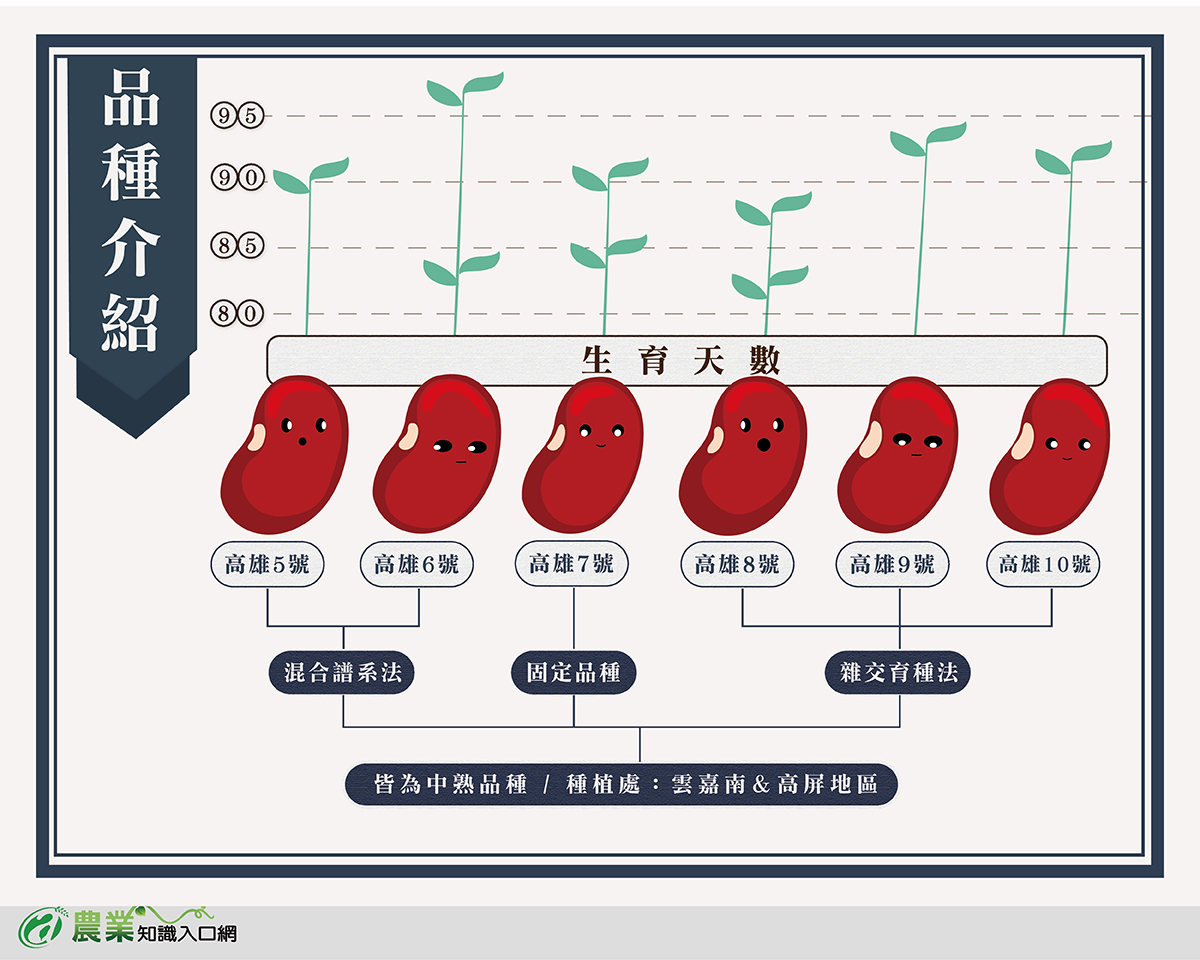 品種介紹
95
90
85
80
生育天數
高雄5號
高雄6號
高雄7號
高雄8號
高雄9號
高雄10號
混合譜系法
固定品種
雜交育種法
皆為中熟品種 / 種植處：雲嘉南＆高屏地區
農業知識入口網